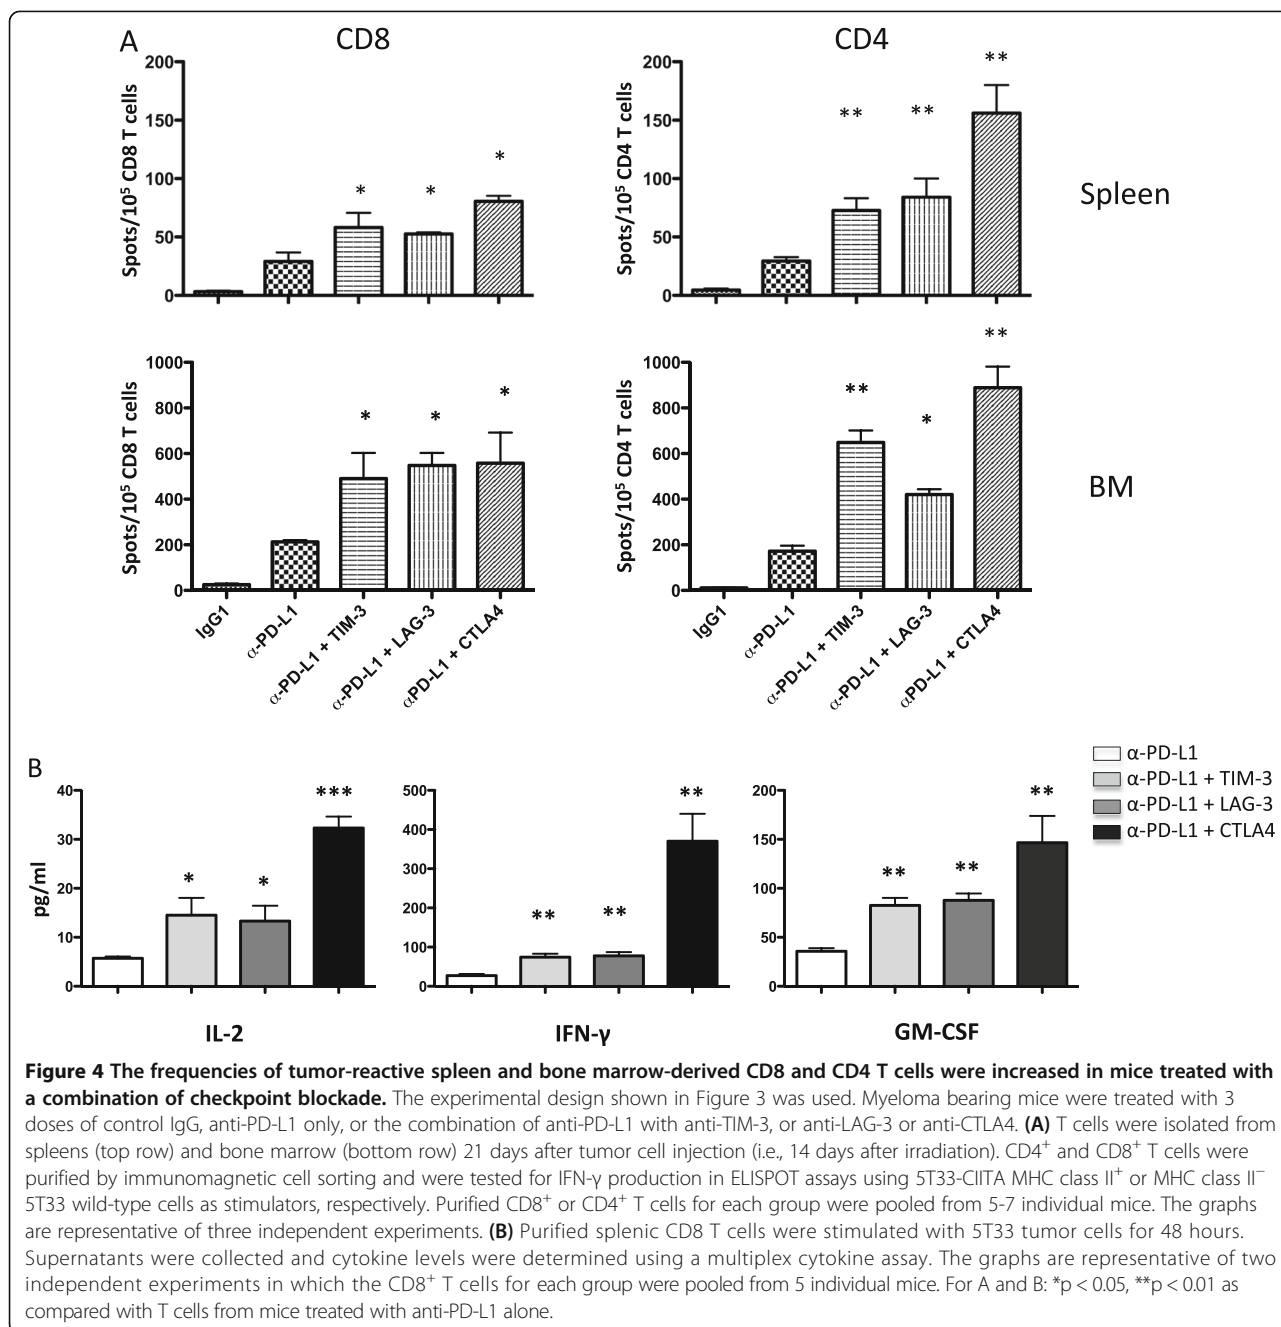 A
CD8
CD4
Spots/10⁵ CD8 T cells
200
150
100
50
0
*
*
*
Spots/10⁵ CD4 T cells
200
150
100
50
0
**
**
**
Spleen
Spots/10⁵ CD8 T cells
1000
800
600
400
200
0
*
*
*
IgG1
α-PD-L1
α-PD-L1 + TIM-3
α-PD-L1 + LAG-3
αPD-L1 + CTLA4
Spots/10⁵ CD4 T cells
1000
800
600
400
200
0
**
*
**
IgG1
α-PD-L1
α-PD-L1 + TIM-3
α-PD-L1 + LAG-3
αPD-L1 + CTLA4
BM
B
pg/ml
40
30
20
10
0
*
*
***
IL-2
500
400
300
200
100
0
**
**
**
IFN-γ
200
150
100
50
0
**
**
**
GM-CSF
α-PD-L1
α-PD-L1 + TIM-3
α-PD-L1 + LAG-3
α-PD-L1 + CTLA4
Figure 4 The frequencies of tumor-reactive spleen and bone marrow-derived CD8 and CD4 T cells were increased in mice treated with
a combination of checkpoint blockade. The experimental design shown in Figure 3 was used. Myeloma bearing mice were treated with 3
doses of control IgG, anti-PD-L1 only, or the combination of anti-PD-L1 with anti-TIM-3, or anti-LAG-3 or anti-CTLA4. (A) T cells were isolated from
spleens (top row) and bone marrow (bottom row) 21 days after tumor cell injection (i.e., 14 days after irradiation). CD4⁺ and CD8⁺ T cells were
purified by immunomagnetic cell sorting and were tested for IFN-γ production in ELISPOT assays using 5T33-CIITA MHC class II⁺ or MHC class II⁻
5T33 wild-type cells as stimulators, respectively. Purified CD8⁺ or CD4⁺ T cells for each group were pooled from 5-7 individual mice. The graphs
are representative of three independent experiments. (B) Purified splenic CD8 T cells were stimulated with 5T33 tumor cells for 48 hours.
Supernatants were collected and cytokine levels were determined using a multiplex cytokine assay. The graphs are representative of two
independent experiments in which the CD8⁺ T cells for each group were pooled from 5 individual mice. For A and B: *p < 0.05, **p < 0.01 as
compared with T cells from mice treated with anti-PD-L1 alone.